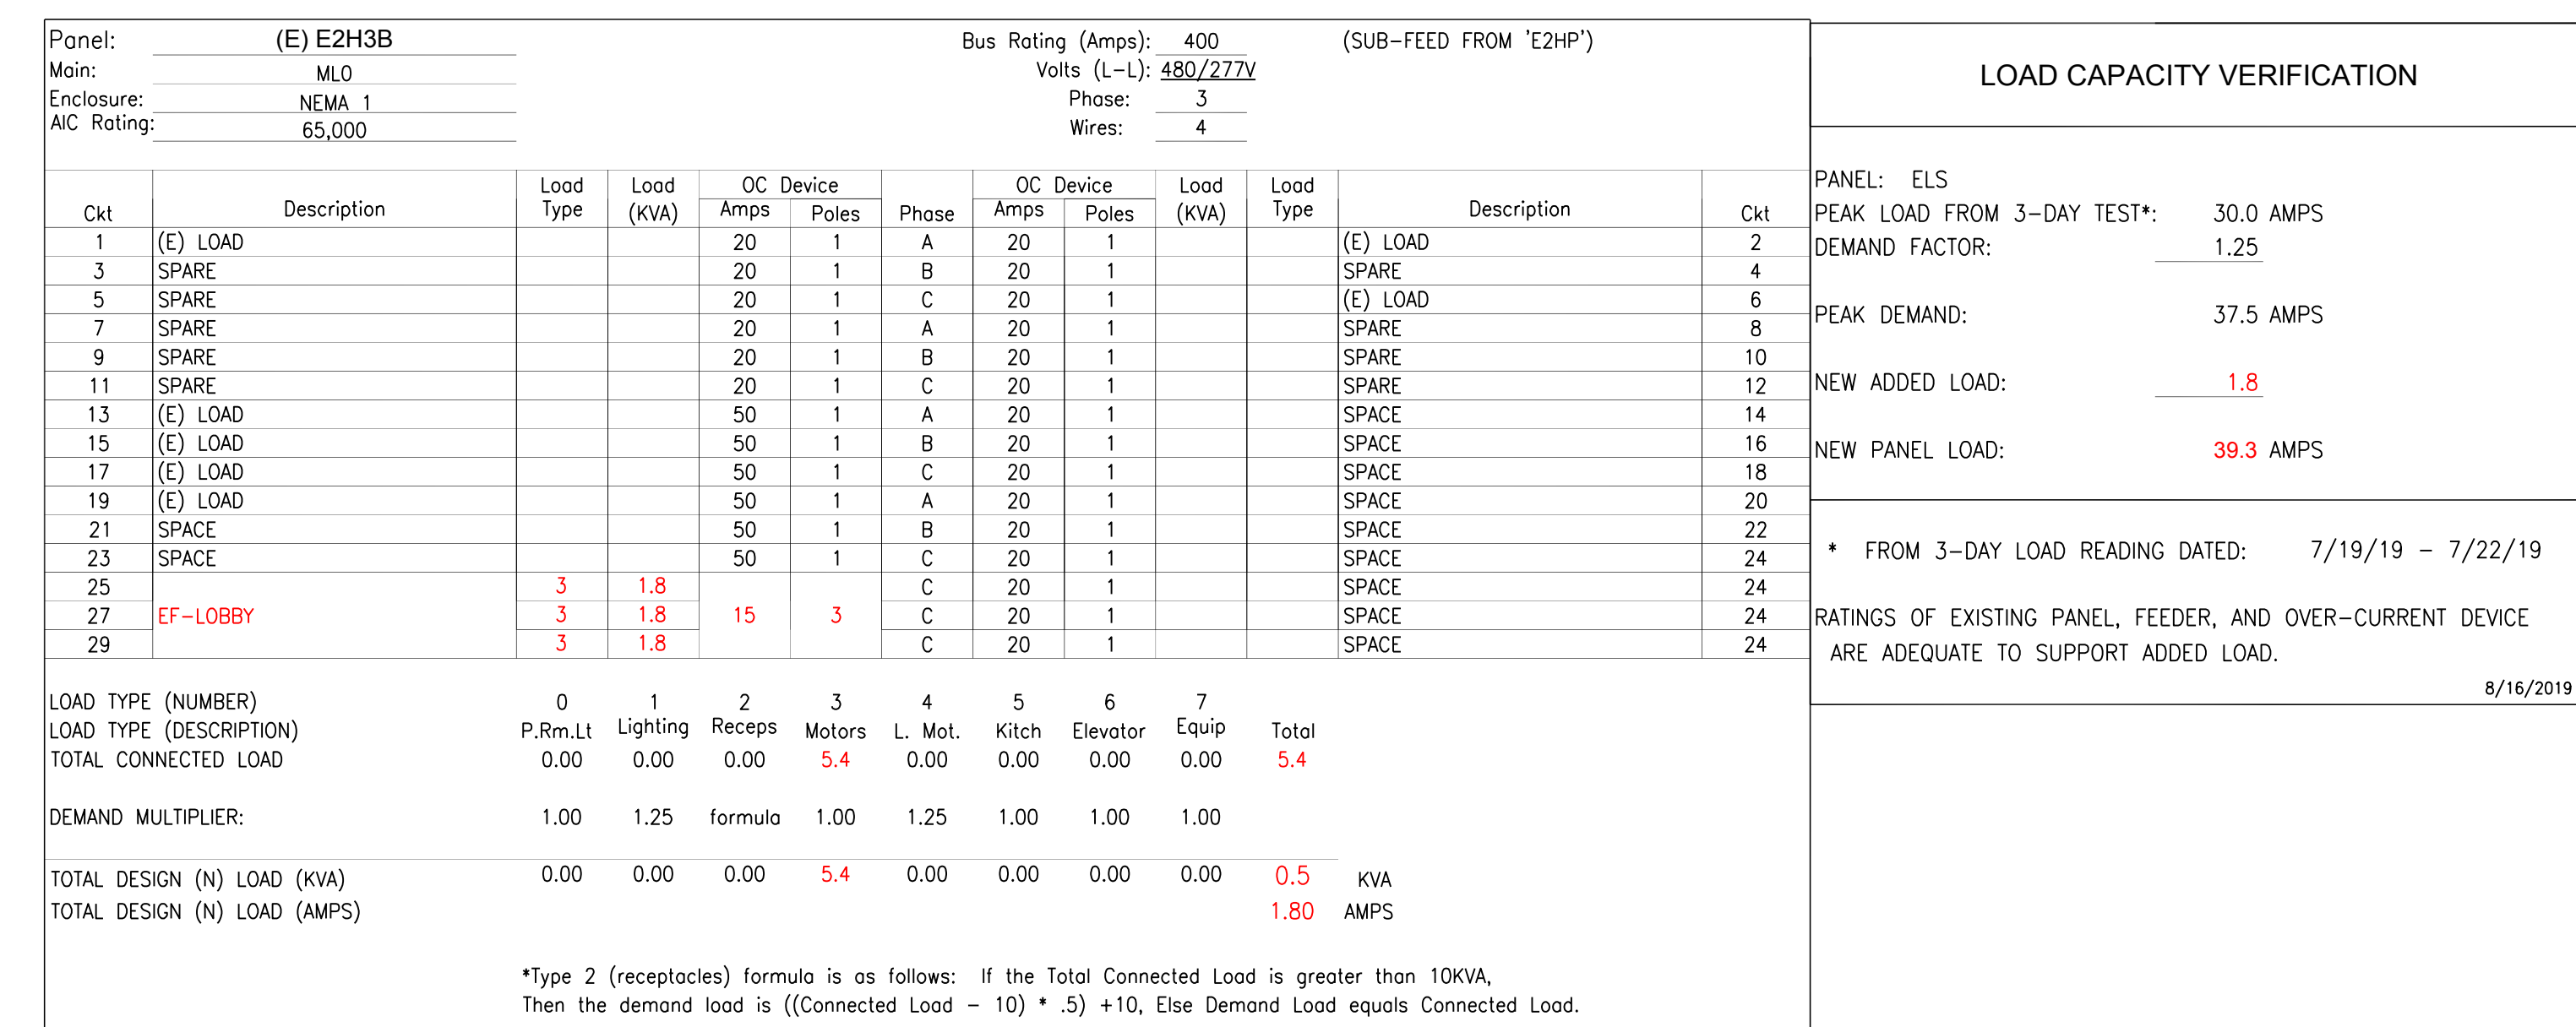 Panel: (E) E2H3B Bus Rating (Amps): 400 (SUB-FEED FROM 'E2HP')
Main: MLO Volts (L-L): 480/277V
Enclosure: NEMA 1 Phase: 3
AIC Rating: 65,000 Wires: 4
Load Load OC Device OC Device Load Load
Ckt Description Type (KVA) Amps Poles Phase Amps Poles (KVA) Type Description Ckt
1 (E) LOAD 20 1 A 20 1 (E) LOAD 2
3 SPARE 20 1 B 20 1 SPARE 4
5 SPARE 20 1 C 20 1 (E) LOAD 6
7 SPARE 20 1 A 20 1 SPARE 8
9 SPARE 20 1 B 20 1 SPARE 10
11 SPARE 20 1 C 20 1 SPARE 12
13 (E) LOAD 50 1 A 20 1 SPACE 14
15 (E) LOAD 50 1 B 20 1 SPACE 16
17 (E) LOAD 50 1 C 20 1 SPACE 18
19 (E) LOAD 50 1 A 20 1 SPACE 20
21 SPACE 50 1 B 20 1 SPACE 22
23 SPACE 50 1 C 20 1 SPACE 24
25 3 1.8 C 20 1 SPACE 24
27 EF-LOBBY 3 1.8 15 3 C 20 1 SPACE 24
29 3 1.8 C 20 1 SPACE 24
LOAD TYPE (NUMBER) 0 1 2 3 4 5 6 7
LOAD TYPE (DESCRIPTION) P.Rm.Lt Lighting Receps Motors L. Mot. Kitch Elevator Equip Total
TOTAL CONNECTED LOAD 0.00 0.00 0.00 5.4 0.00 0.00 0.00 0.00 5.4
DEMAND MULTIPLIER: 1.00 1.25 formula 1.00 1.25 1.00 1.00 1.00
TOTAL DESIGN (N) LOAD (KVA) 0.00 0.00 0.00 5.4 0.00 0.00 0.00 0.00 0.5 KVA
TOTAL DESIGN (N) LOAD (AMPS) 1.80 AMPS
*Type 2 (receptacles) formula is as follows: If the Total Connected Load is greater than 10KVA,
Then the demand load is ((Connected Load - 10) * .5) +10, Else Demand Load equals Connected Load.
LOAD CAPACITY VERIFICATION
PANEL: ELS
PEAK LOAD FROM 3-DAY TEST*: 30.0 AMPS
DEMAND FACTOR: 1.25
PEAK DEMAND: 37.5 AMPS
NEW ADDED LOAD: 1.8
NEW PANEL LOAD: 39.3 AMPS
* FROM 3-DAY LOAD READING DATED: 7/19/19 - 7/22/19
RATINGS OF EXISTING PANEL, FEEDER, AND OVER-CURRENT DEVICE
ARE ADEQUATE TO SUPPORT ADDED LOAD.
8/16/2019